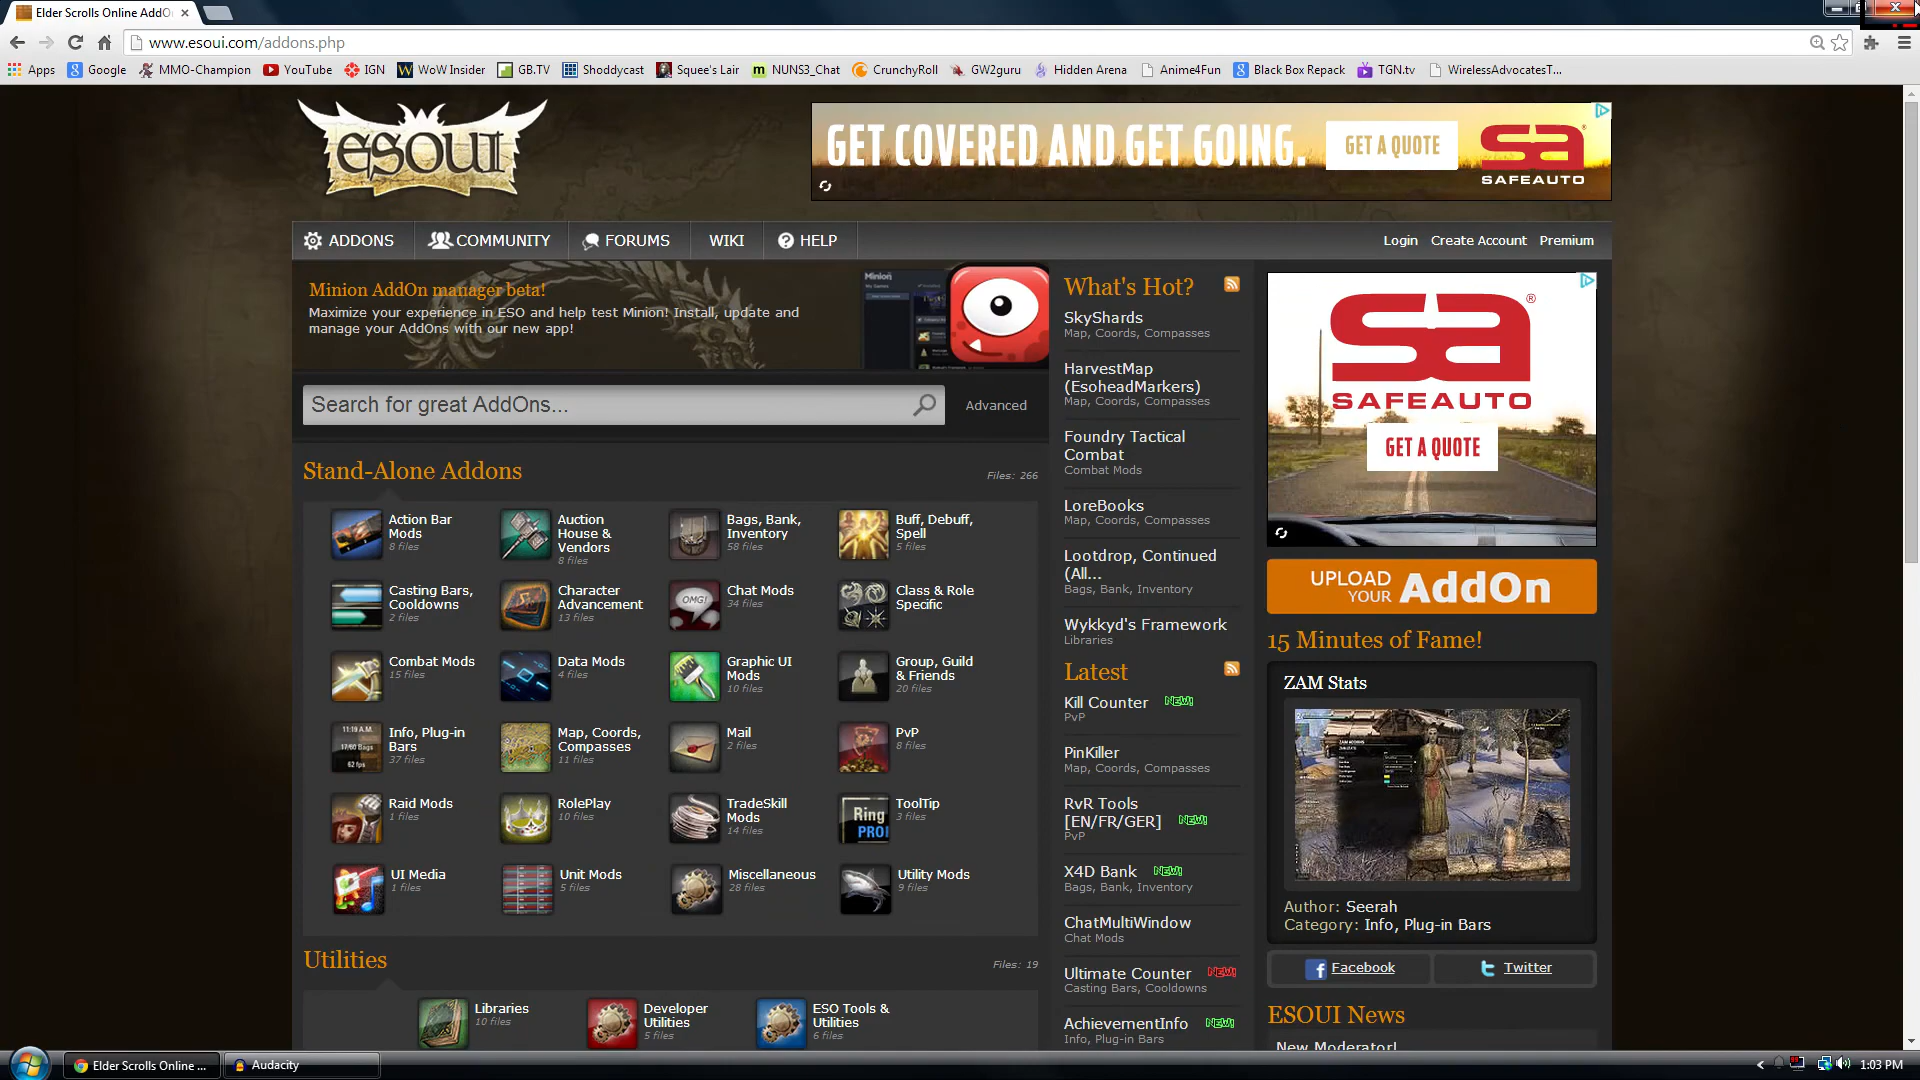 Elder Scrolls Online AddO
www.esoui.com/addons.php
Apps Google MMO-Champion YouTube IGN WoW Insider GB.TV Shoddycast Squee's Lair NUNS3_Chat CrunchyRoll GW2guru Hidden Arena Anime4Fun Black Box Repack TGN.tv WirelessAdvocatesT...
ESOUI
GET COVERED AND GET GOING.
GET A QUOTE
sa
SAFEAUTO
ADDONS COMMUNITY FORUMS WIKI HELP
Login Create Account Premium
Minion AddOn manager beta!
Maximize your experience in ESO and help test Minion! Install, update and
manage your AddOns with our new app!
Minion
Search for great AddOns...
Advanced
Stand-Alone Addons
Files: 266
Action Bar
Mods
8 files
Auction
House &
Vendors
8 files
Bags, Bank,
Inventory
58 files
Buff, Debuff,
Spell
5 files
Casting Bars,
Cooldowns
2 files
Character
Advancement
13 files
OMG!
Chat Mods
34 files
Class & Role
Specific
Combat Mods
15 files
Data Mods
4 files
Graphic UI
Mods
10 files
Group, Guild
& Friends
20 files
11:19 A.M.
17/60 Bags
62 fps
Info, Plug-in
Bars
37 files
Map, Coords,
Compasses
11 files
Mail
2 files
PvP
8 files
Raid Mods
1 files
RolePlay
10 files
TradeSkill
Mods
14 files
Ring
PROI
ToolTip
3 files
UI Media
1 files
Unit Mods
5 files
Miscellaneous
28 files
Utility Mods
9 files
Utilities
Files: 19
Libraries
10 files
Developer
Utilities
5 files
ESO Tools &
Utilities
6 files
What's Hot?
SkyShards
Map, Coords, Compasses
HarvestMap
(EsoheadMarkers)
Map, Coords, Compasses
Foundry Tactical
Combat
Combat Mods
LoreBooks
Map, Coords, Compasses
Lootdrop, Continued
(All...
Bags, Bank, Inventory
Wykkyd's Framework
Libraries
Latest
Kill Counter NEW!
PvP
PinKiller
Map, Coords, Compasses
RvR Tools
[EN/FR/GER] NEW!
PvP
X4D Bank NEW!
Bags, Bank, Inventory
ChatMultiWindow
Chat Mods
Ultimate Counter NEW!
Casting Bars, Cooldowns
AchievementInfo NEW!
Info, Plug-in Bars
sa®
SAFEAUTO
GET A QUOTE
UPLOAD
YOUR AddOn
15 Minutes of Fame!
ZAM Stats
Author: Seerah
Category: Info, Plug-in Bars
Facebook
Twitter
ESOUI News
New Moderator!
Elder Scrolls Online ...
Audacity
1:03 PM